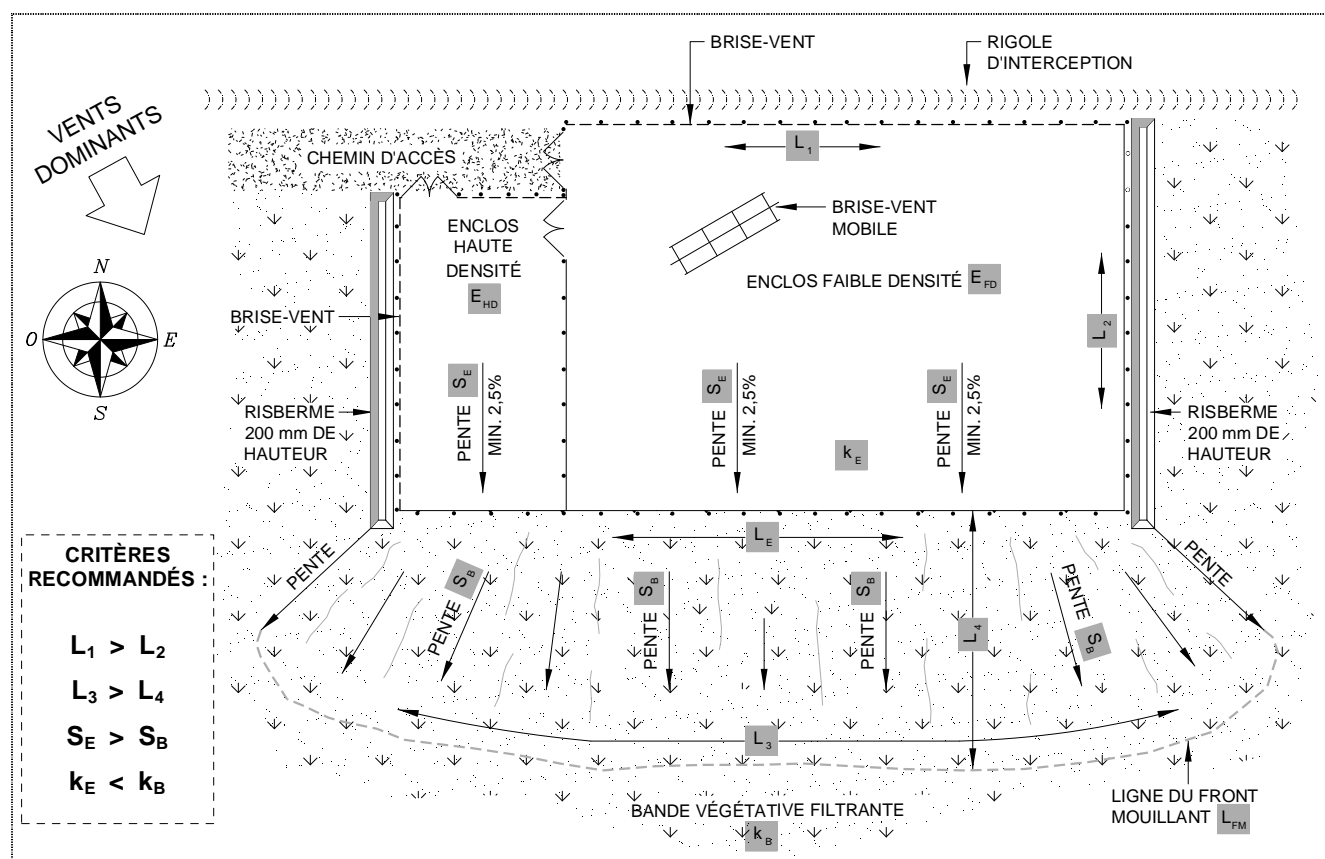 BRISE-VENT
RIGOLE
D'INTERCEPTION
VENTS
DOMINANTS
CHEMIN D'ACCÈS
L1
BRISE-VENT
MOBILE
ENCLOS
HAUTE
DENSITÉ
EHD
ENCLOS FAIBLE DENSITÉ EFD
N
O
E
S
BRISE-VENT
L2
PENTE SE
MIN. 2,5%
PENTE SE
MIN. 2,5%
PENTE SE
MIN. 2,5%
RISBERME
200 mm DE
HAUTEUR
RISBERME
200 mm DE
HAUTEUR
kE
LE
PENTE
PENTE SB
PENTE SB
PENTE SB
PENTE SB
PENTE
L4
L3
CRITÈRES
RECOMMANDÉS :
L1 > L2
L3 > L4
SE > SB
kE < kB
BANDE VÉGÉTATIVE FILTRANTE
kB
LIGNE DU FRONT
MOUILLANT LFM